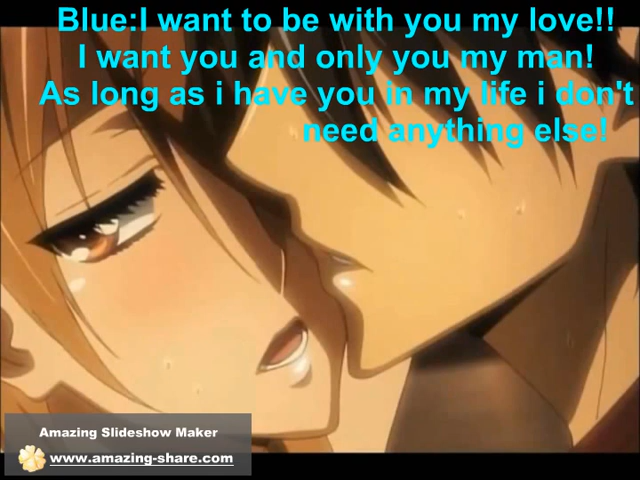 Blue:I want to be with you my love!!
I want you and only you my man!
As long as i have you in my life i don't
need anything else!
Amazing Slideshow Maker
www.amazing-share.com